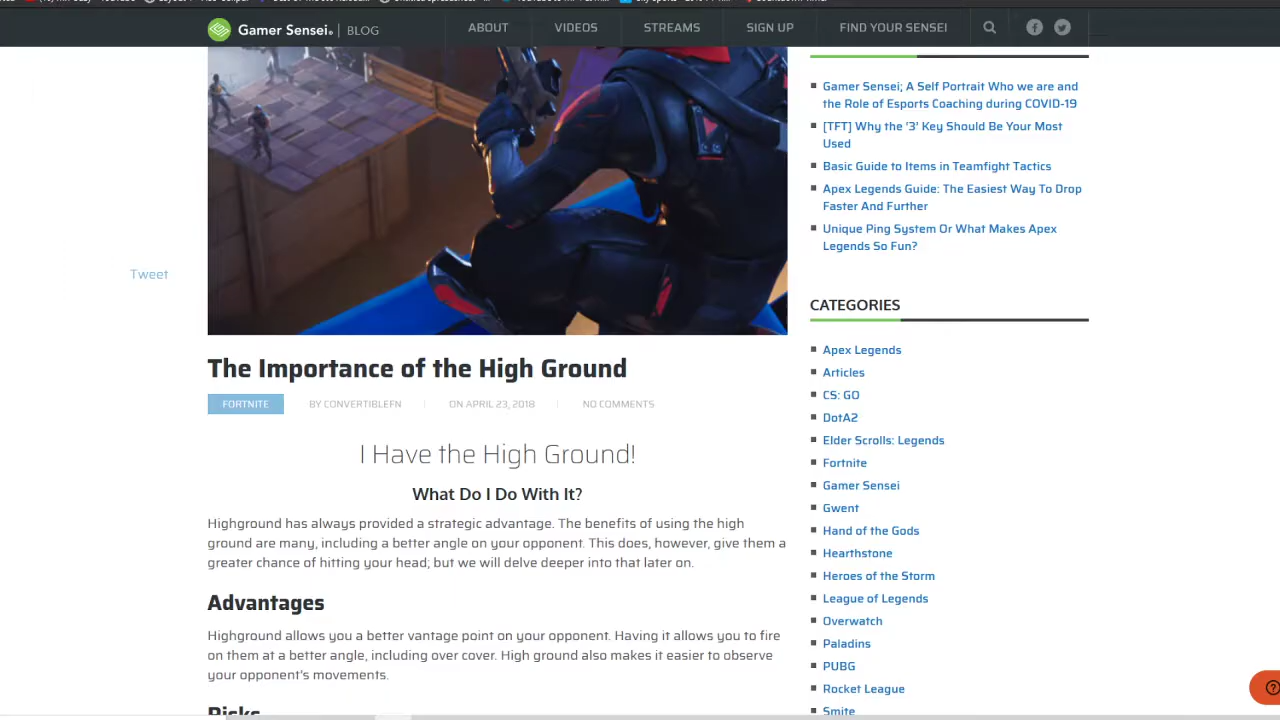 Gamer Sensei | BLOG
ABOUT
VIDEOS
STREAMS
SIGN UP
FIND YOUR SENSEI
Tweet
The Importance of the High Ground
FORTNITE
BY CONVERTIBLEFN
ON APRIL 23, 2018
NO COMMENTS
I Have the High Ground!
What Do I Do With It?
Highground has always provided a strategic advantage. The benefits of using the high
ground are many, including a better angle on your opponent. This does, however, give them a
greater chance of hitting your head; but we will delve deeper into that later on.
Advantages
Highground allows you a better vantage point on your opponent. Having it allows you to fire
on them at a better angle, including over cover. High ground also makes it easier to observe
your opponent's movements.
Risks
Gamer Sensei; A Self Portrait Who we are and
the Role of Esports Coaching during COVID-19
[TFT] Why the '3' Key Should Be Your Most
Used
Basic Guide to Items in Teamfight Tactics
Apex Legends Guide: The Easiest Way To Drop
Faster And Further
Unique Ping System Or What Makes Apex
Legends So Fun?
CATEGORIES
Apex Legends
Articles
CS: GO
DotA2
Elder Scrolls: Legends
Fortnite
Gamer Sensei
Gwent
Hand of the Gods
Hearthstone
Heroes of the Storm
League of Legends
Overwatch
Paladins
PUBG
Rocket League
Smite